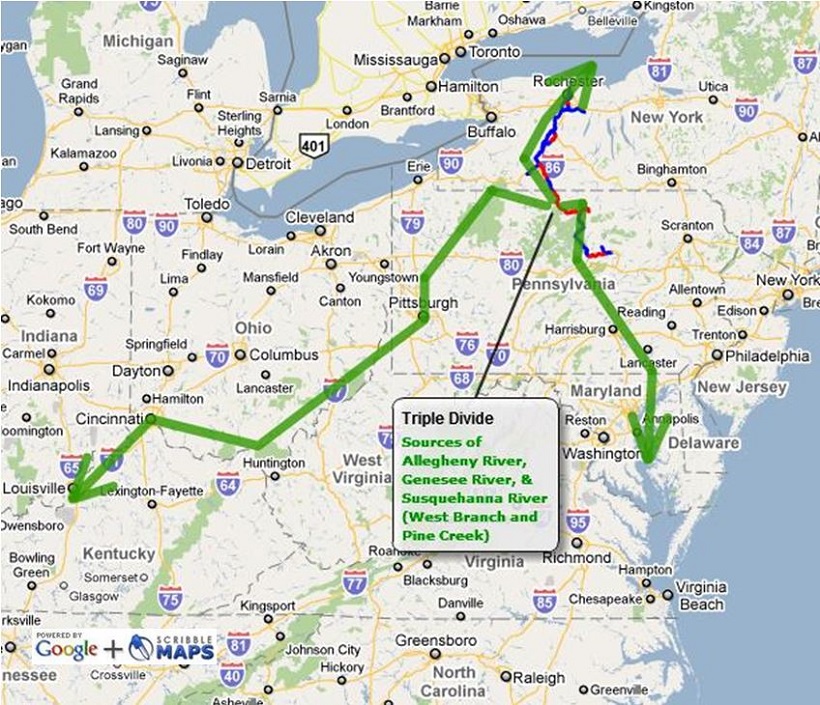 Barrie
Kingston
Markham
Oshawa
Belleville
Michigan
Saginaw
Mississauga
Toronto
Grand
Rapids
Flint
Sarnia
Hamilton
Rochester
81
Utica
87
Brantford
90
Lansing
Sterling
Heights
London
Buffalo
New York
401
Kalamazoo
Livonia
Detroit
Erie
90
86
Binghamton
Toledo
South Bend
80
90
Cleveland
79
Scranton
84
87
Fort Wayne
Findlay
Lorain
Akron
Youngstown
80
Lima
Mansfield
Canton
Pennsylvania
Allentown
New York
69
Kokomo
Pittsburgh
Reading
Edison
Indiana
Ohio
Harrisburg
Trenton
Springfield
76
Carmel
70
Columbus
70
Lancaster
Philadelphia
Indianapolis
Dayton
Lancaster
68
Maryland
New Jersey
Hamilton
77
Cincinnati
Reston
Annapolis
Delaware
Washington
65
71
Huntington
West
Virginia
Louisville
Lexington-Fayette
64
Owensboro
Triple Divide
Sources of
Allegheny River,
Genesee River, &
Susquehanna River
(West Branch and
Pine Creek)
95
Kentucky
Roanoke
Virginia
Richmond
Bowling
Green
Somerset
Glasgow
Blacksburg
Hampton
75
77
85
Chesapeake
Virginia
Beach
Danville
Kingsport
POWERED BY
Google + SCRIBBLE
MAPS
81
Johnson City
Greensboro
Crossville
40
Hickory
North
Carolina
Raleigh
Asheville
Greenville